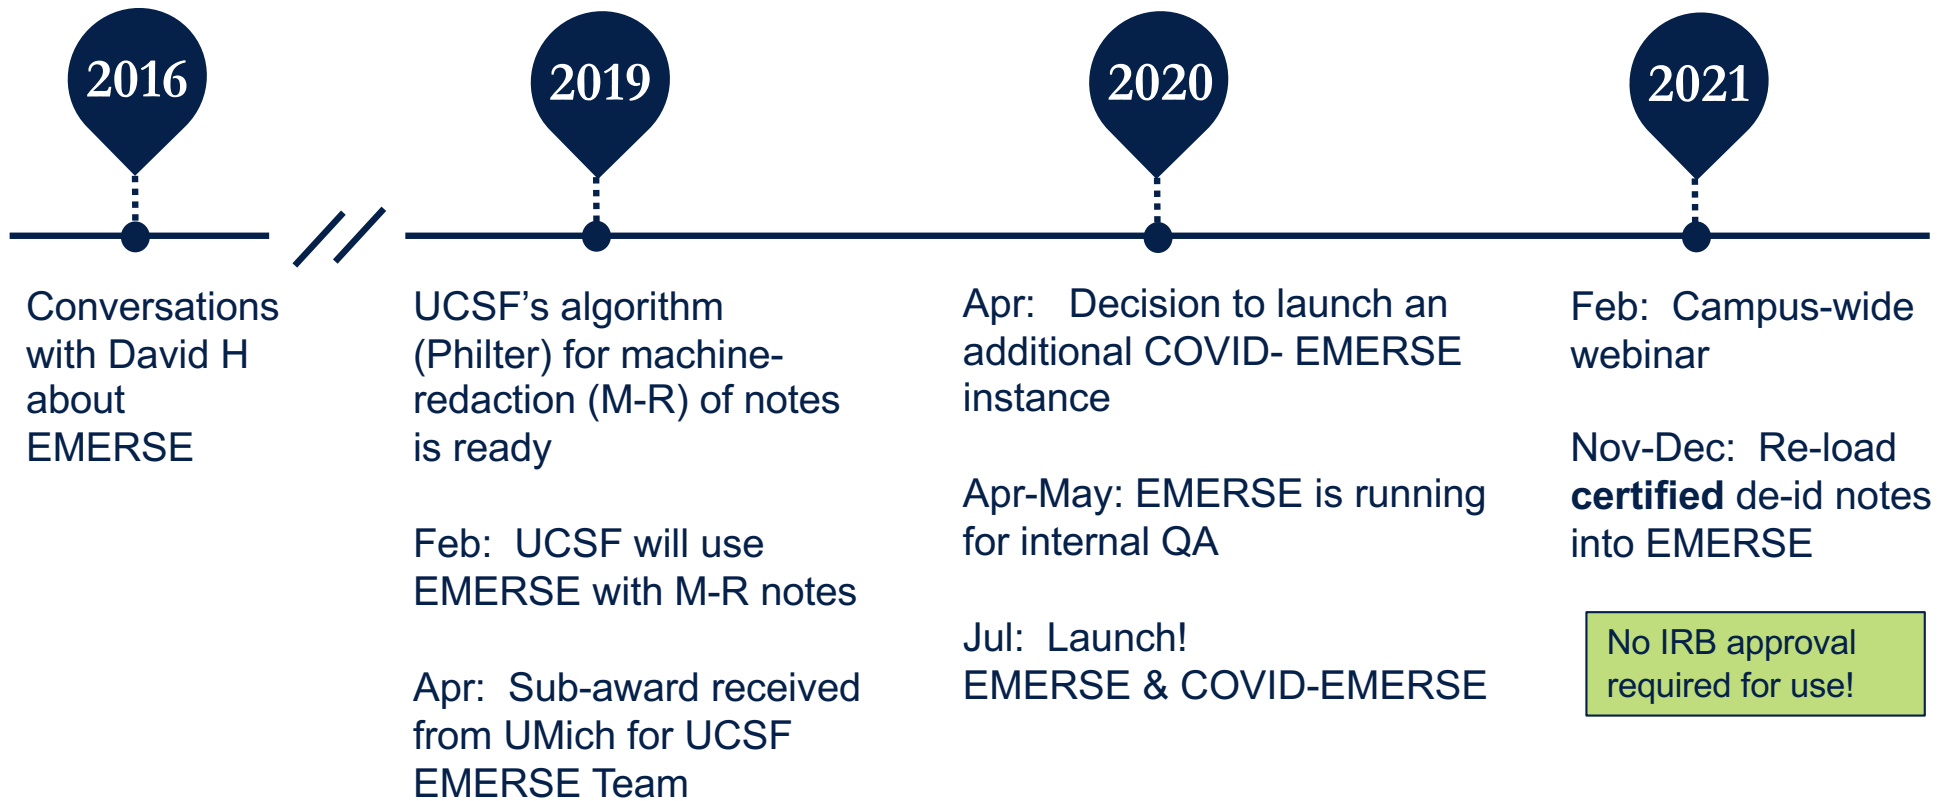 2016
2019
2020
2021
Conversations
with David H
about
EMERSE
UCSF’s algorithm
(Philter) for machine-
redaction (M-R) of notes
is ready
Feb: UCSF will use
EMERSE with M-R notes
Apr: Sub-award received
from UMich for UCSF
EMERSE Team
Apr: Decision to launch an
additional COVID- EMERSE
instance
Apr-May: EMERSE is running
for internal QA
Jul: Launch!
EMERSE & COVID-EMERSE
Feb: Campus-wide
webinar
Nov-Dec: Re-load
certified de-id notes
into EMERSE
No IRB approval
required for use!